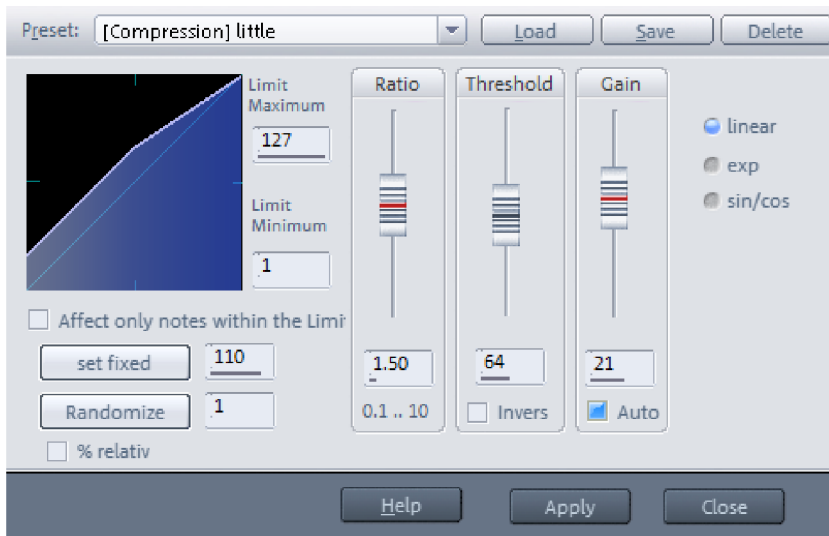 Preset: [Compression] little Load Save Delete
Limit Maximum
127
Limit Minimum
1
Ratio
1.50
0.1 .. 10
Threshold
64
Invers
Gain
21
Auto
linear
exp
sin/cos
Affect only notes within the Limi
set fixed 110
Randomize 1
% relativ
Help Apply Close